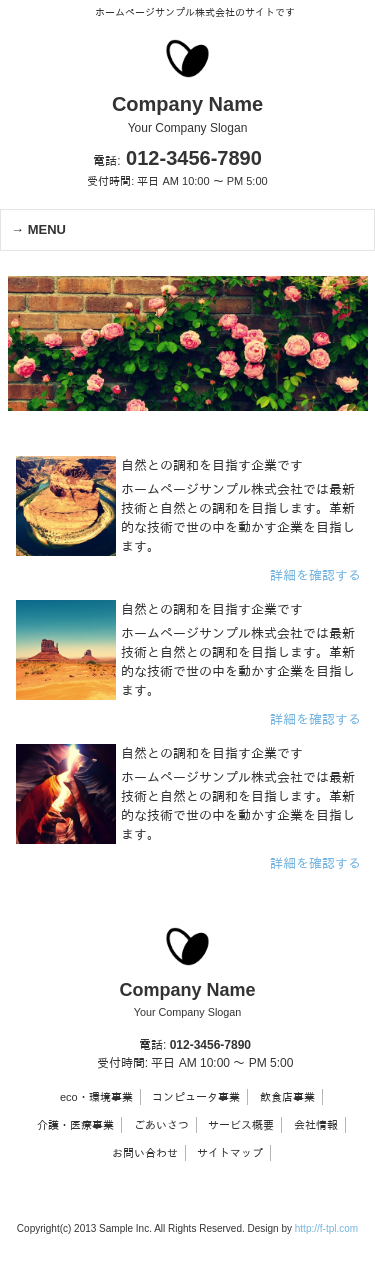 ホームページサンプル株式会社のサイトです
Company Name
Your Company Slogan
電話: 012-3456-7890
受付時間: 平日 AM 10:00 〜 PM 5:00
→ MENU
自然との調和を目指す企業です
ホームページサンプル株式会社では最新
技術と自然との調和を目指します。革新
的な技術で世の中を動かす企業を目指し
ます。
詳細を確認する
自然との調和を目指す企業です
ホームページサンプル株式会社では最新
技術と自然との調和を目指します。革新
的な技術で世の中を動かす企業を目指し
ます。
詳細を確認する
自然との調和を目指す企業です
ホームページサンプル株式会社では最新
技術と自然との調和を目指します。革新
的な技術で世の中を動かす企業を目指し
ます。
詳細を確認する
Company Name
Your Company Slogan
電話: 012-3456-7890
受付時間: 平日 AM 10:00 〜 PM 5:00
eco・環境事業 コンピュータ事業 飲食店事業
介護・医療事業 ごあいさつ サービス概要 会社情報
お問い合わせ サイトマップ
Copyright(c) 2013 Sample Inc. All Rights Reserved. Design by http://f-tpl.com